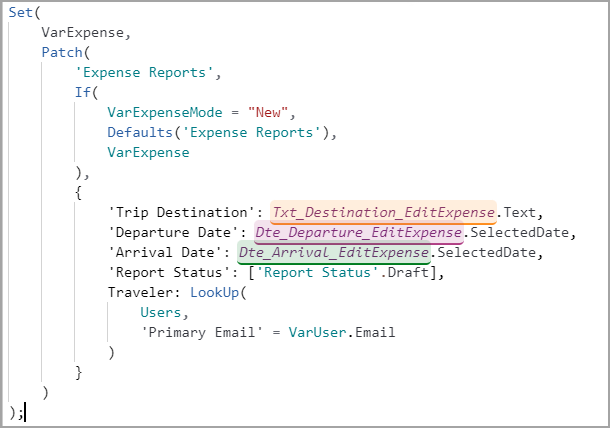 Set(
VarExpense,
Patch(
'Expense Reports',
If(
VarExpenseMode = "New",
Defaults('Expense Reports'),
VarExpense
),
{
'Trip Destination': Txt_Destination_EditExpense.Text,
'Departure Date': Dte_Departure_EditExpense.SelectedDate,
'Arrival Date': Dte_Arrival_EditExpense.SelectedDate,
'Report Status': ['Report Status'.Draft],
Traveler: LookUp(
Users,
'Primary Email' = VarUser.Email
)
}
)
);